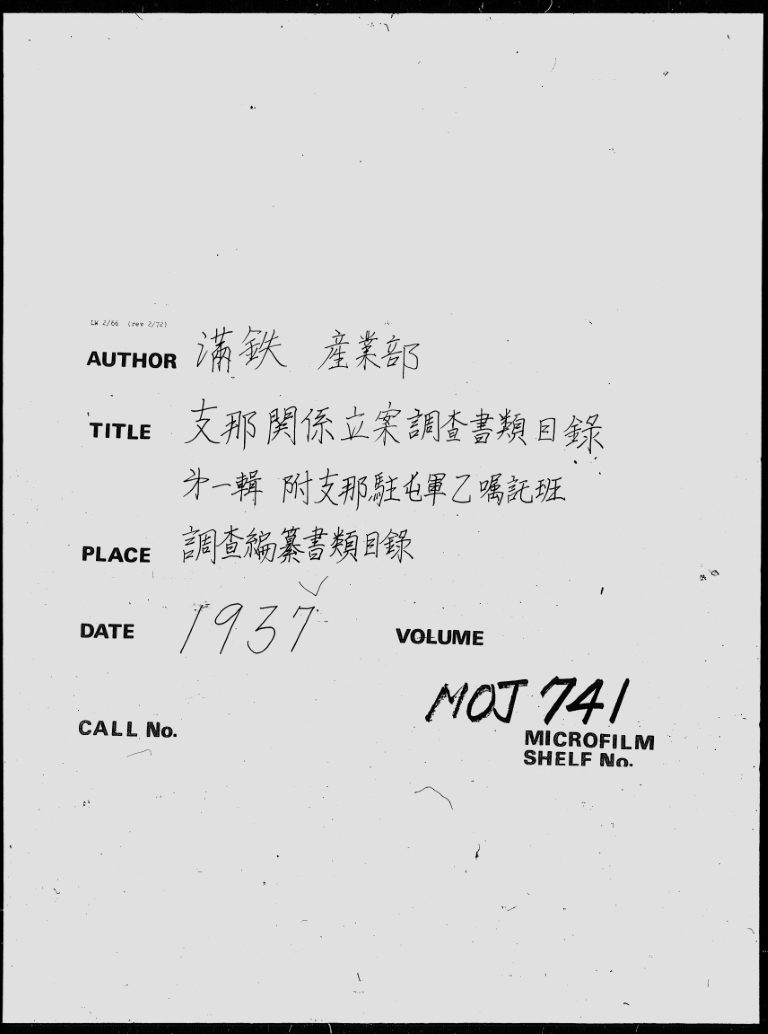 LW 2/66 (rev 2/72)
AUTHOR 満鉄 産業部
TITLE 支那関係立案調査書類目録
才一輯 附支那駐屯軍乙嘱託班
PLACE 調査編纂書類目録
DATE 1937 VOLUME
MOJ 741
CALL No.
MICROFILM
SHELF No.